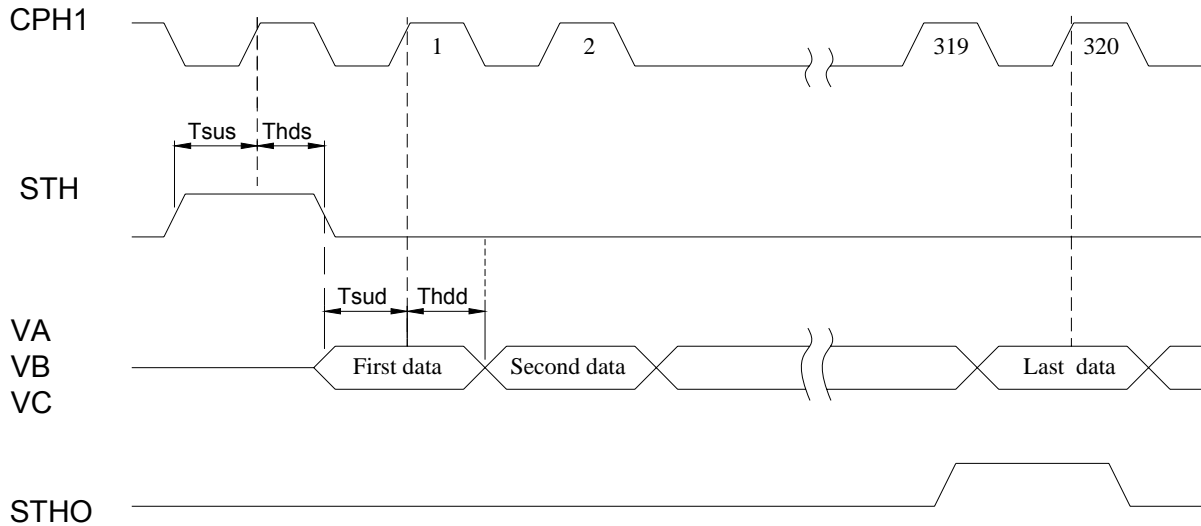 CPH1
1
2
319
320
Tsus
Thds
STH
Tsud
Thdd
VA
VB
VC
First data
Second data
Last data
STHO